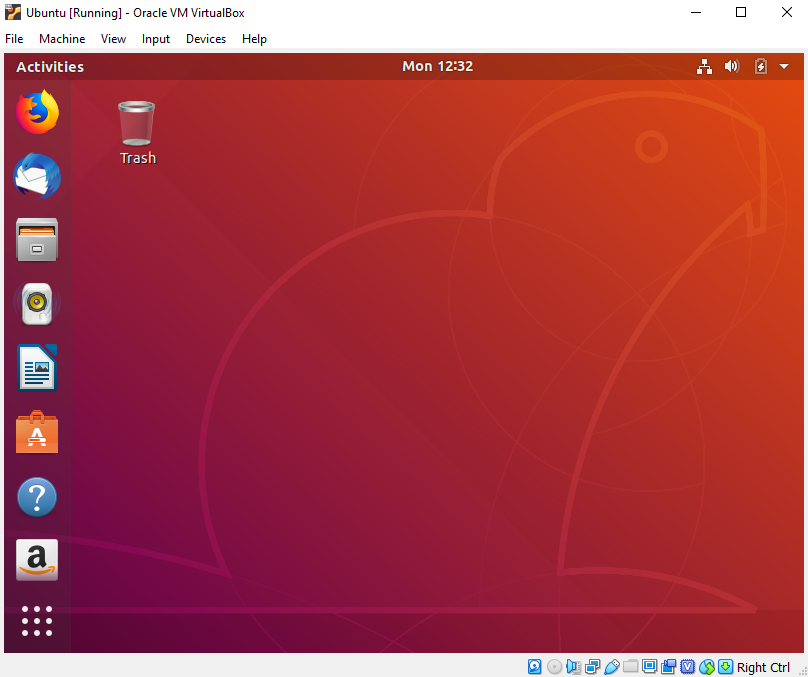 Ubuntu [Running] - Oracle VM VirtualBox
File Machine View Input Devices Help
Activities Mon 12:32
Trash
Right Ctrl